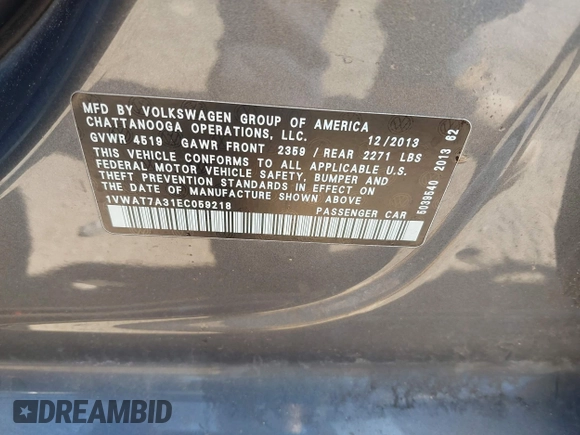 MFD BY VOLKSWAGEN GROUP OF AMERICA
CHATTANOOGA OPERATIONS, LLC. 12/2013
GVWR 4519 GAWR FRONT 2359 / REAR 2271 LBS
THIS VEHICLE CONFORMS TO ALL APPLICABLE U.S.
FEDERAL MOTOR VEHICLE SAFETY, BUMPER AND
THEFT PREVENTION STANDARDS IN EFFECT ON
THE DATE OF MANUFACTURE SHOWN ABOVE
1VWAT7A31EC059218 PASSENGER CAR
5039540 2013 62
DREAMBID